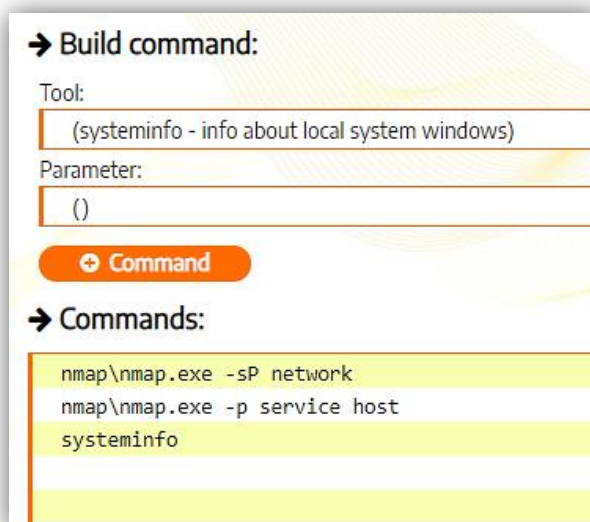 → Build command:
Tool:
(systeminfo - info about local system windows)
Parameter:
()
Command
→ Commands:
nmap\nmap.exe -sP network
nmap\nmap.exe -p service host
systeminfo